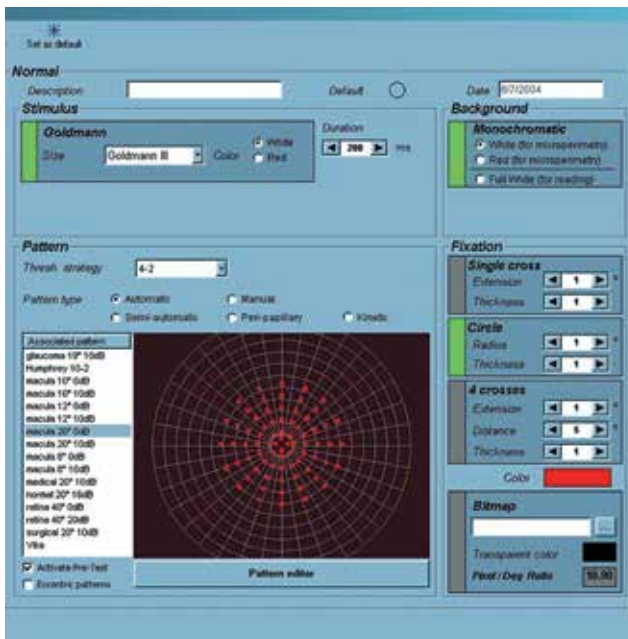 Set as default
Normal
Description
Default
Date 6/7/2004
Stimulus
Background
Goldmann
Size Goldmann III Color White
Red
Duration
200 ms
Monochromatic
White (for microperimetry)
Red (for microperimetry)
Full White (for reading)
Pattern
Thresh. strategy 4-2
Pattern type Automatic Manual
Semi-automatic Peri-papillary Kinetic
Associated pattern
glaucoma 19° 10dB
Humphrey 10-2
macula 10° 0dB
macula 10° 10dB
macula 12° 0dB
macula 12° 10dB
macula 20° 0dB
macula 20° 10dB
macula 8° 0dB
macula 8° 10dB
medical 20° 10dB
normal 20° 10dB
retina 40° 0dB
retina 40° 20dB
surgical 20° 10dB
Activate Pre-Test
Eccentric patterns
Pattern editor
Fixation
Single cross
Extension 1 °
Thickness 1
Circle
Radius 1 °
Thickness 1
4 crosses
Extension 1 °
Distance 5 °
Thickness 1
Color
Bitmap
...
Transparent color
Pixel/Deg Ratio